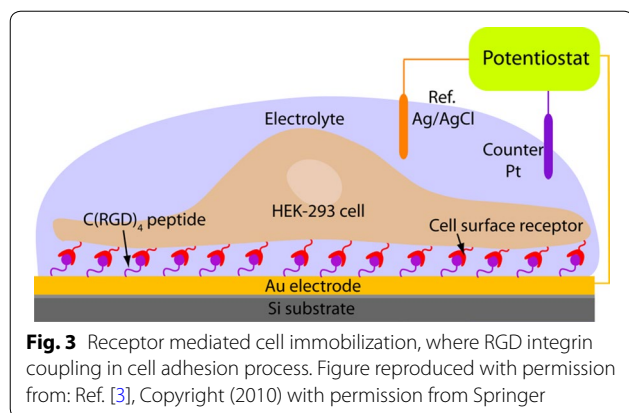 Potentiostat
Ref.
Ag/AgCl
Electrolyte
Counter
Pt
C(RGD)₄ peptide
HEK-293 cell
Cell surface receptor
Au electrode
Si substrate
Fig. 3 Receptor mediated cell immobilization, where RGD integrin
coupling in cell adhesion process. Figure reproduced with permission
from: Ref. [3], Copyright (2010) with permission from Springer